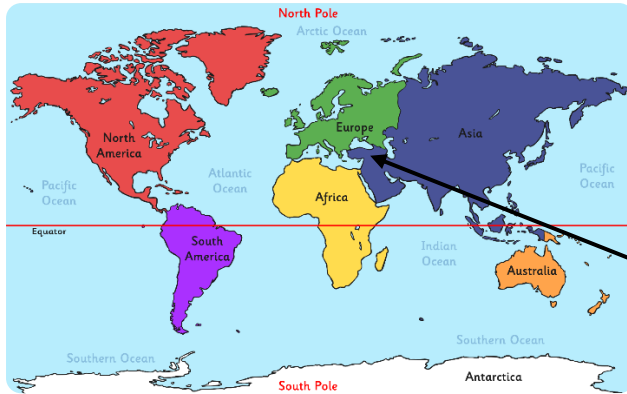 North Pole
Arctic Ocean
North
America
Europe
Asia
Atlantic
Ocean
Pacific
Ocean
Pacific
Ocean
Africa
Equator
South
America
Indian
Ocean
Australia
Southern Ocean
Southern Ocean
South Pole
Antarctica